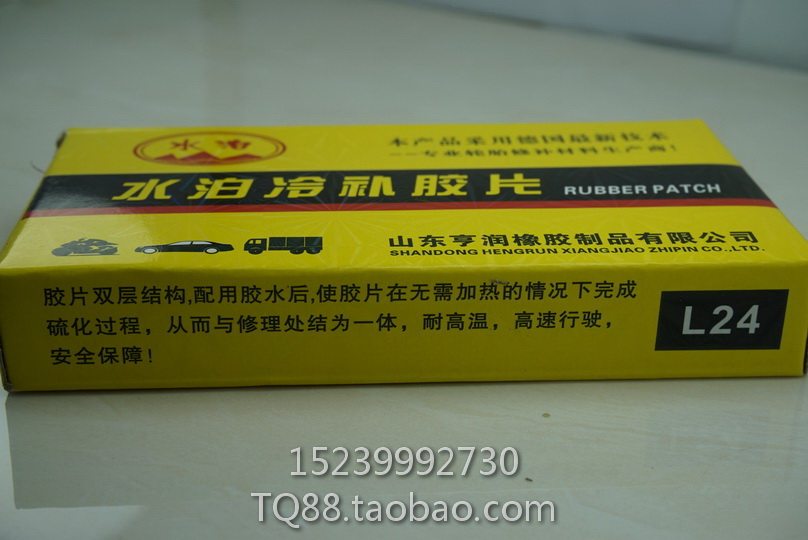 水泊
本产品采用德国最新技术
---专业轮胎修补材料生产商!
水泊冷补胶片 RUBBER PATCH
山东亨润橡胶制品有限公司
SHANDONG HENGRUN XIANGJIAO ZHIPIN CO.,LTD.
胶片双层结构,配用胶水后,使胶片在无需加热的情况下完成
硫化过程，从而与修理处结为一体，耐高温，高速行驶，
安全保障!
L24
15239992730
TQ88.taobao.com